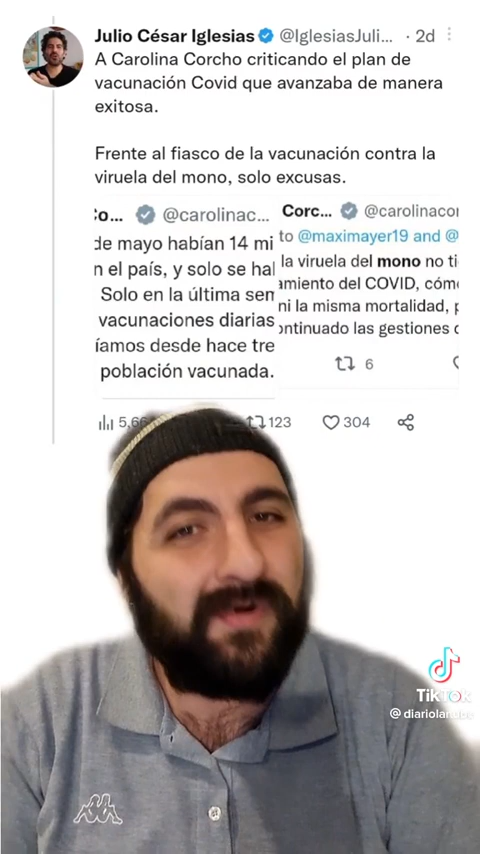 Julio César Iglesias @IglesiasJuli... · 2d
A Carolina Corcho criticando el plan de
vacunación Covid que avanzaba de manera
exitosa.
Frente al fiasco de la vacunación contra la
viruela del mono, solo excusas.
Co... @carolinac...
de mayo habían 14 mi
n el país, y solo se hal
Solo en la última sem
vacunaciones diarias
íamos desde hace tre
población vacunada.
Corc... @carolinacor
to @maximayer19 and @
la viruela del mono no ti
amiento del COVID, cóm
ni la misma mortalidad, p
ontinuado las gestiones
6
123
304
TikTok